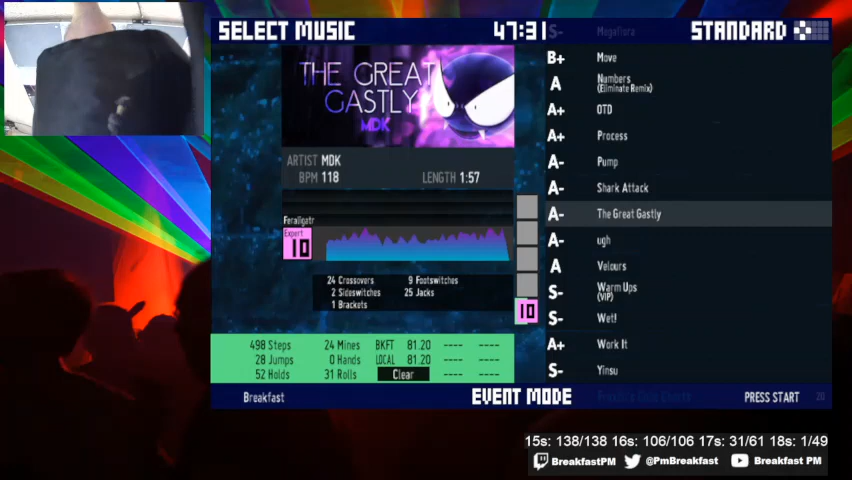 SELECT MUSIC
47:31
STANDARD
THE GREAT
GASTLY
MDK
ARTIST MDK
BPM 118
LENGTH 1:57
Feraligatr
Expert
10
24 Crossovers
9 Footswitches
2 Sideswitches
25 Jacks
1 Brackets
10
498 Steps
24 Mines
BKFT 81.20
---- ----
28 Jumps
0 Hands
LOCAL 81.20
---- ----
52 Holds
31 Rolls
Clear
---- ----
S- Magaflora
B+ Move
A Numbers
(Eliminate Remix)
A+ OTD
A+ Process
A- Pump
A- Shark Attack
A- The Great Gastly
A- ugh
A Velours
S- Warm Ups
(VIP)
S- Wet!
A+ Work It
S- Yinsu
Breakfast
EVENT MODE
PRESS START
20
15s: 138/138 16s: 106/106 17s: 31/61 18s: 1/49
BreakfastPM
@PmBreakfast
Breakfast PM